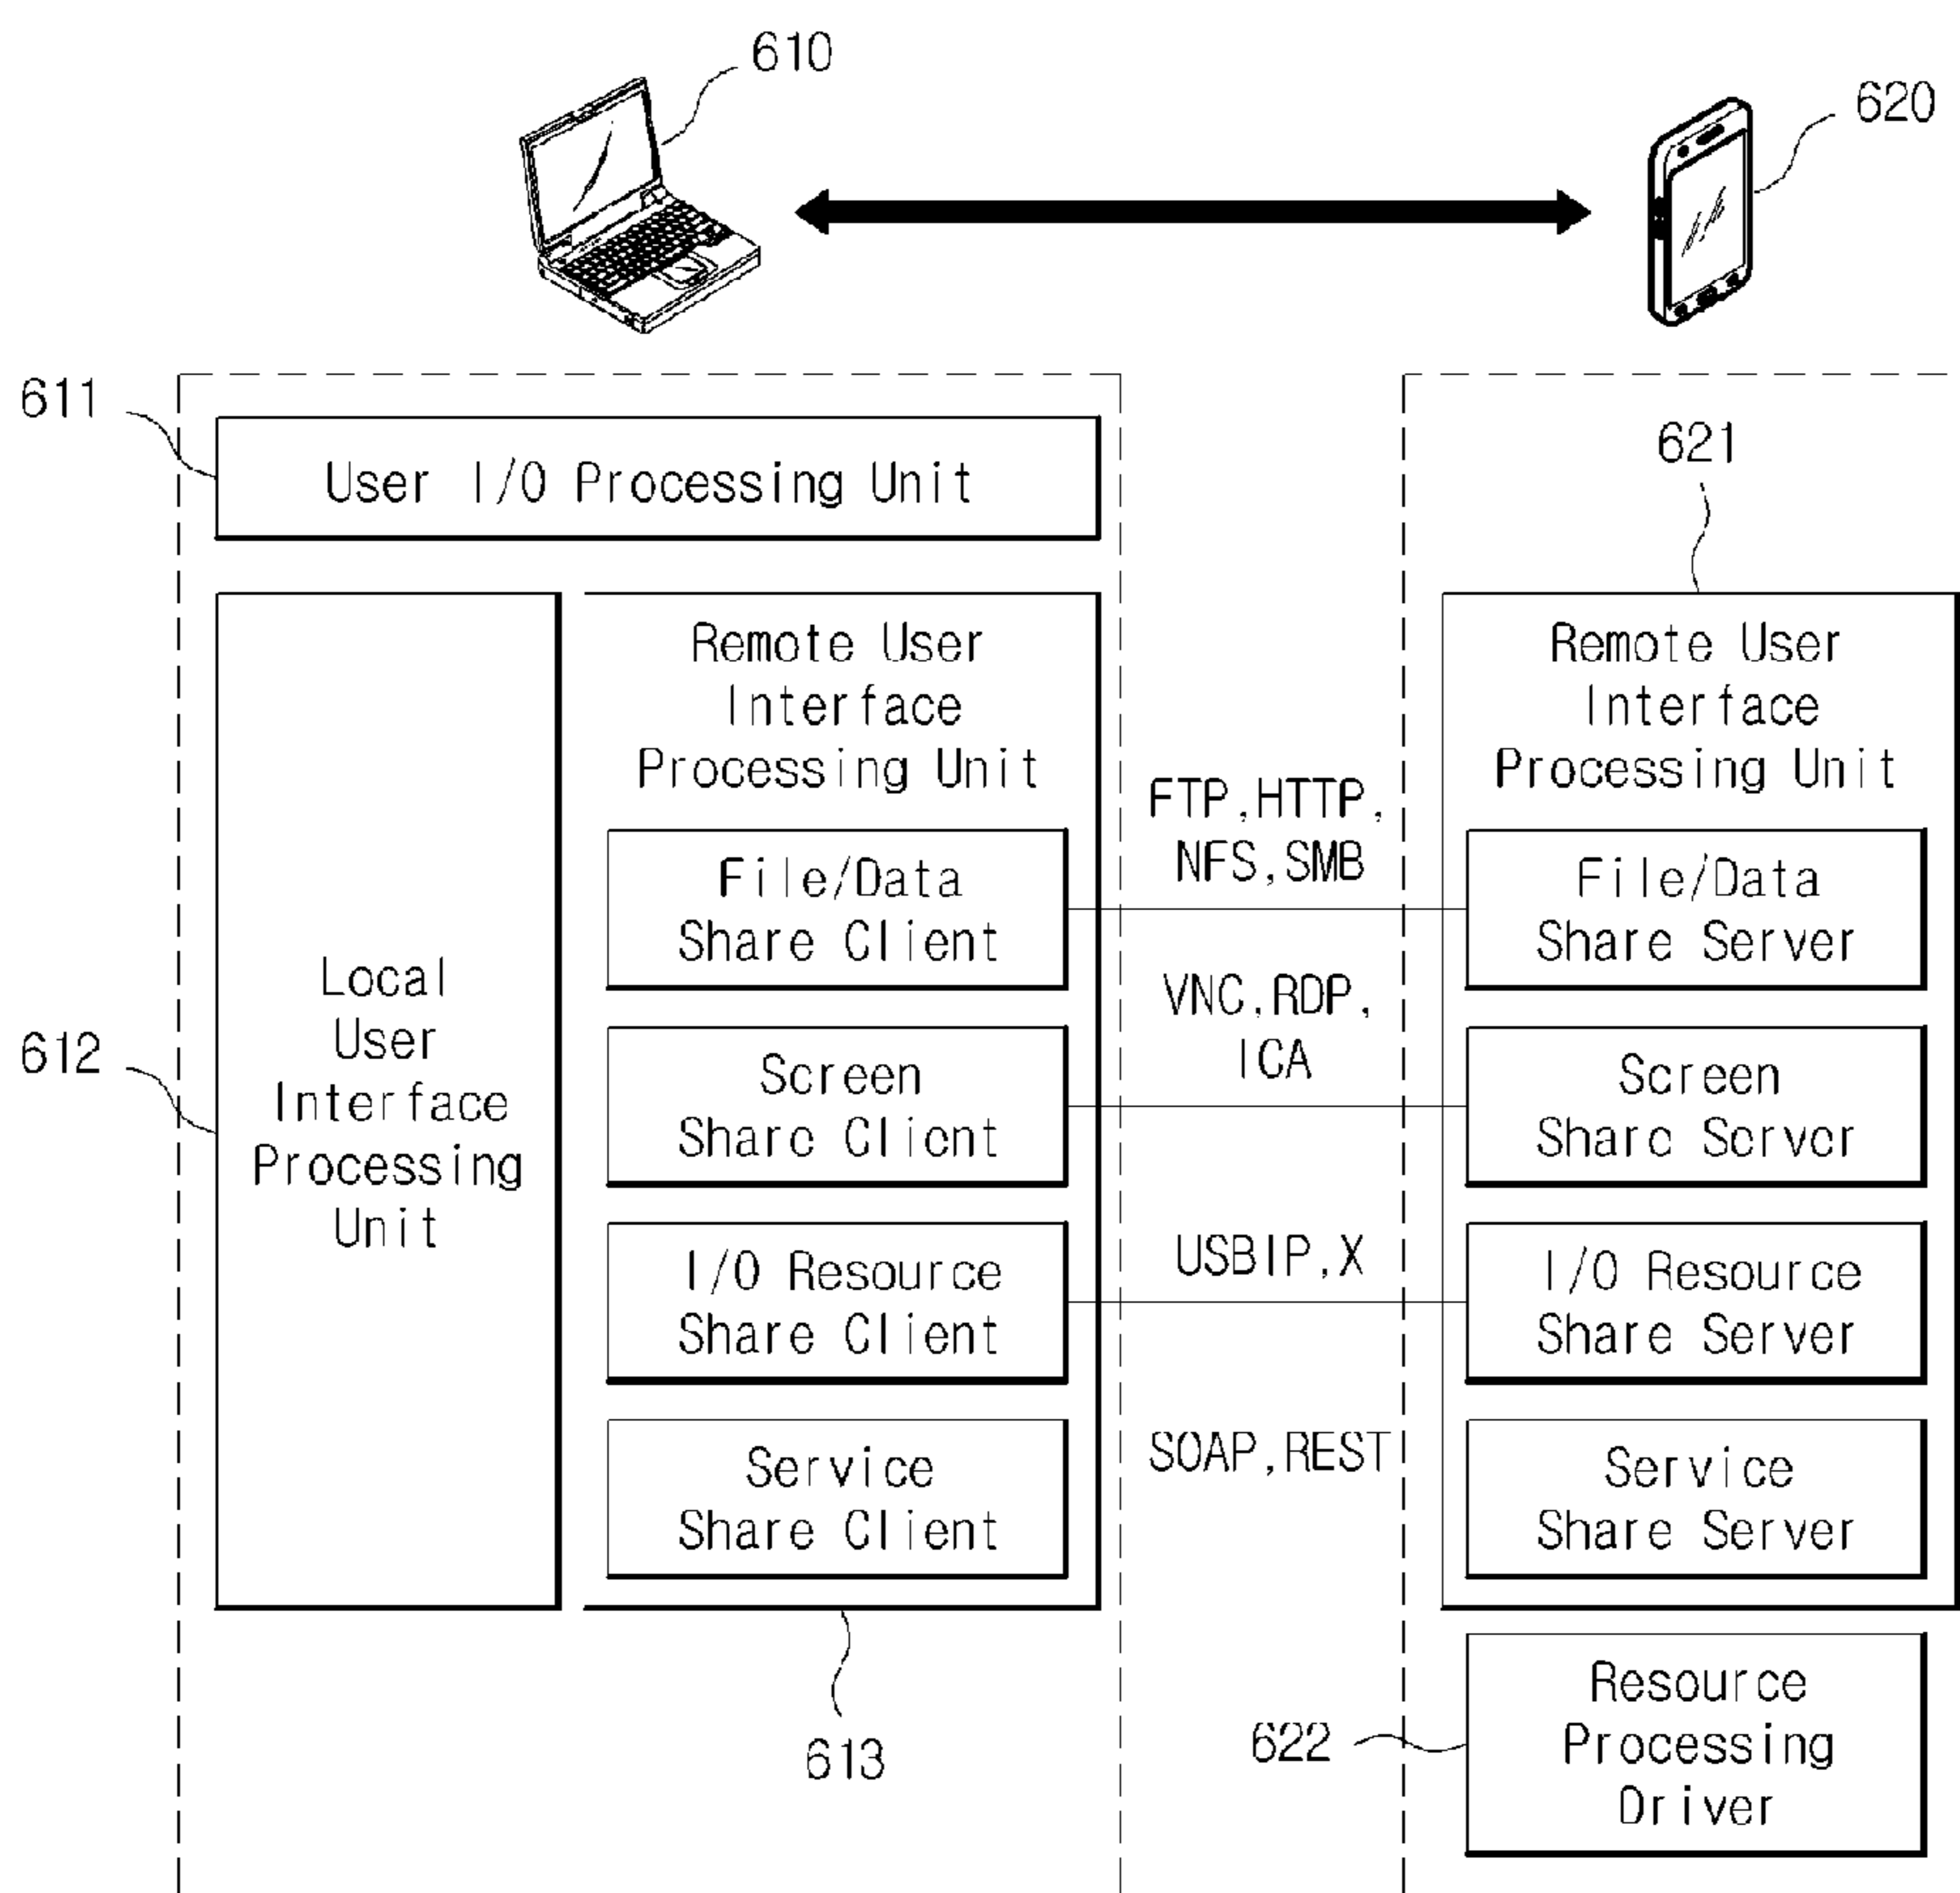 610
620
611
User I/O Processing Unit
621
612
Local
User
Interface
Processing
Unit
Remote User
Interface
Processing Unit
File/Data
Share Client
Screen
Share Client
I/O Resource
Share Client
Service
Share Client
613
FTP,HTTP,
NFS,SMB
VNC,RDP,
ICA
USBIP,X
SOAP,REST
Remote User
Interface
Processing Unit
File/Data
Share Server
Screen
Share Server
I/O Resource
Share Server
Service
Share Server
622
Resource
Processing
Driver